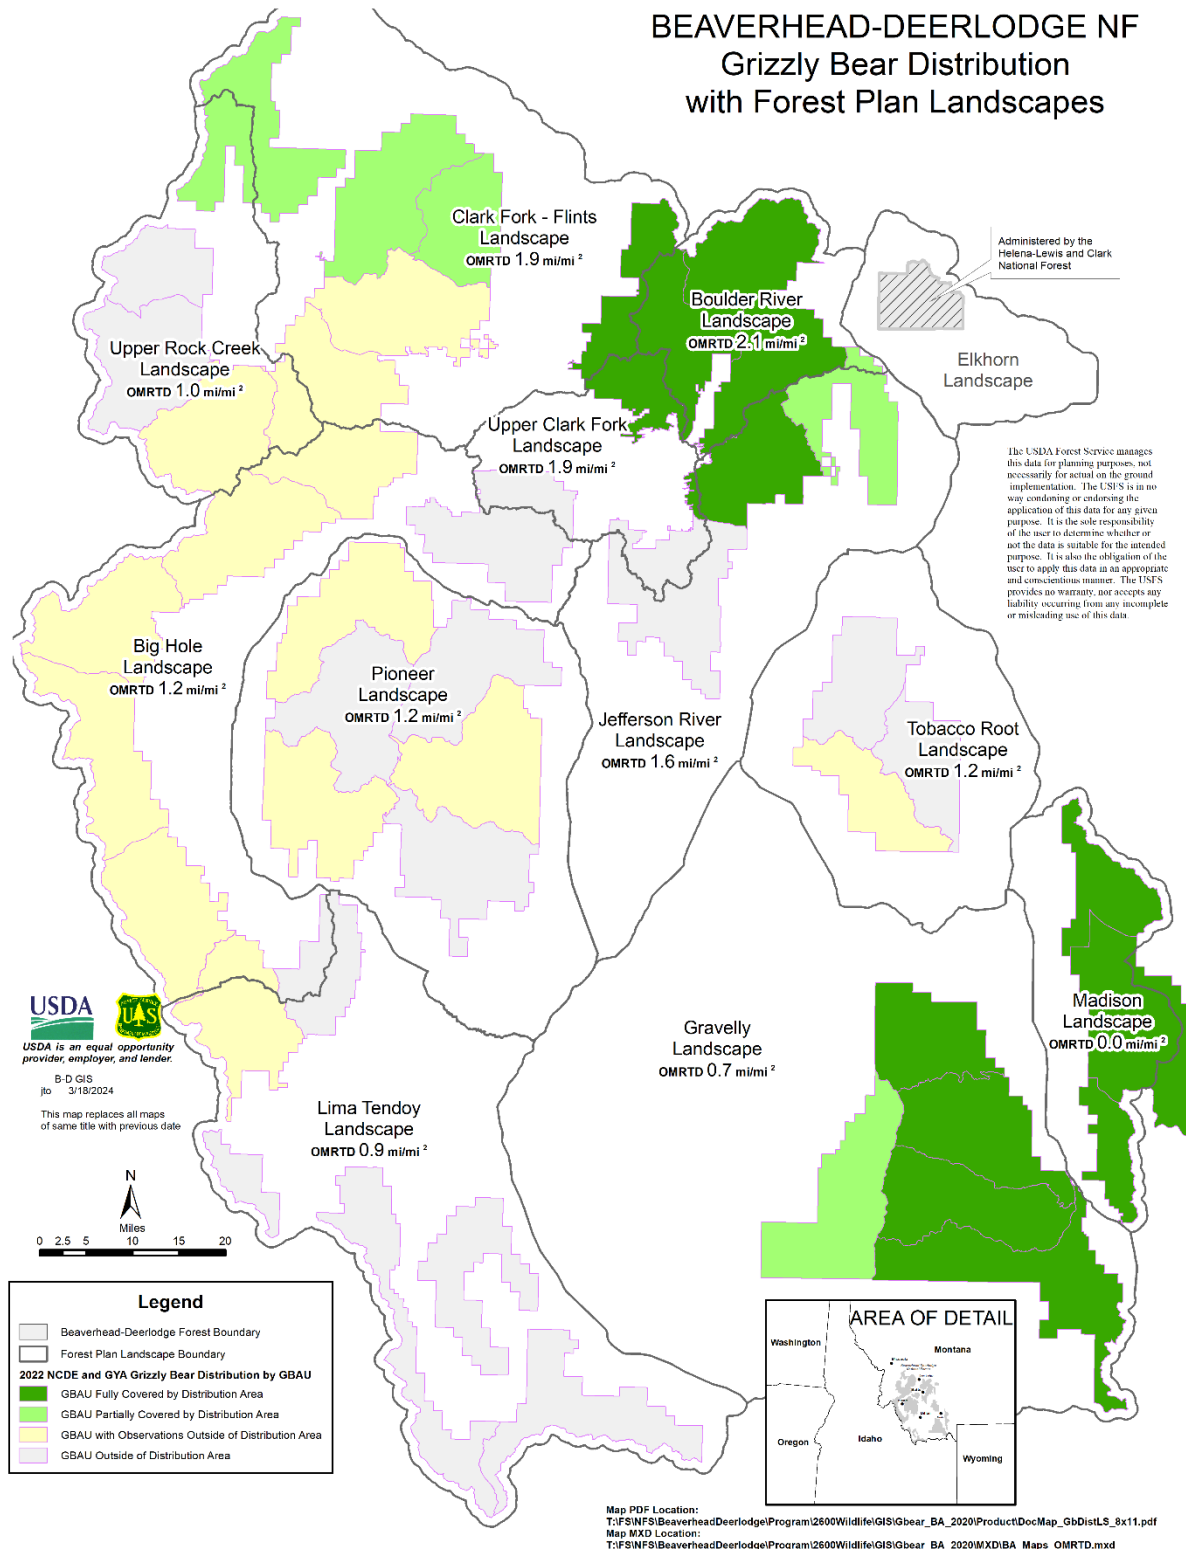 BEAVERHEAD-DEERLODGE NF
Grizzly Bear Distribution
with Forest Plan Landscapes
Clark Fork - Flints
Landscape
OMRTD 1.9 mi/mi ²
Administered by the
Helena-Lewis and Clark
National Forest
Boulder River
Landscape
OMRTD 2.1 mi/mi ²
Upper Rock Creek
Landscape
OMRTD 1.0 mi/mi ²
Elkhorn
Landscape
Upper Clark Fork
Landscape
OMRTD 1.9 mi/mi ²
The USDA Forest Service manages
this data for planning purposes, not
necessarily for actual on the ground
implementation. The USFS is in no
way condoning or endorsing the
application of this data for any given
purpose. It is the sole responsibility
of the user to determine whether or
not the data is suitable for the intended
purpose. It is also the obligation of the
user to apply this data in an appropriate
and conscientious manner. The USFS
provides no warranty, nor accepts any
liability occurring from any incomplete
or misleading use of this data.
Big Hole
Landscape
OMRTD 1.2 mi/mi ²
Pioneer
Landscape
OMRTD 1.2 mi/mi ²
Jefferson River
Landscape
OMRTD 1.6 mi/mi ²
Tobacco Root
Landscape
OMRTD 1.2 mi/mi ²
Madison
Landscape
OMRTD 0.0 mi/mi ²
Gravelly
Landscape
OMRTD 0.7 mi/mi ²
USDA
FOREST SERVICE
U S
USDA is an equal opportunity
provider, employer, and lender.
B-D GIS
jto 3/18/2024
This map replaces all maps
of same title with previous date
Lima Tendoy
Landscape
OMRTD 0.9 mi/mi ²
N
Miles
0 2.5 5 10 15 20
Legend
Beaverhead-Deerlodge Forest Boundary
Forest Plan Landscape Boundary
2022 NCDE and GYA Grizzly Bear Distribution by GBAU
GBAU Fully Covered by Distribution Area
GBAU Partially Covered by Distribution Area
GBAU with Observations Outside of Distribution Area
GBAU Outside of Distribution Area
AREA OF DETAIL
Washington
Montana
Oregon
Idaho
Wyoming
Map PDF Location:
T:\FS\NFS\BeaverheadDeerlodge\Program\2600Wildlife\GIS\Gbear_BA_2020\Product\DocMap_GbDistLS_8x11.pdf
Map MXD Location:
T:\FS\NFS\BeaverheadDeerlodge\Program\2600Wildlife\GIS\Gbear_BA_2020\MXD\BA_Maps_OMRTD.mxd